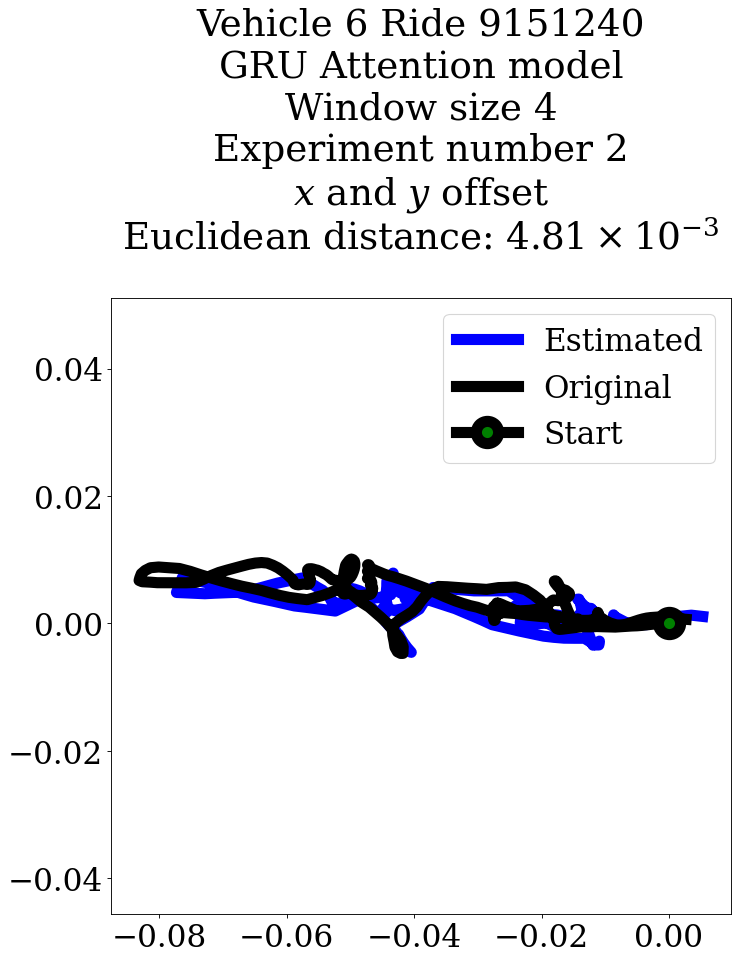 Vehicle 6 Ride 9151240
GRU Attention model
Window size 4
Experiment number 2
x and y offset
Euclidean distance: 4.81 × 10⁻³
Estimated
Original
Start
0.04
0.02
0.00
−0.02
−0.04
−0.08
−0.06
−0.04
−0.02
0.00